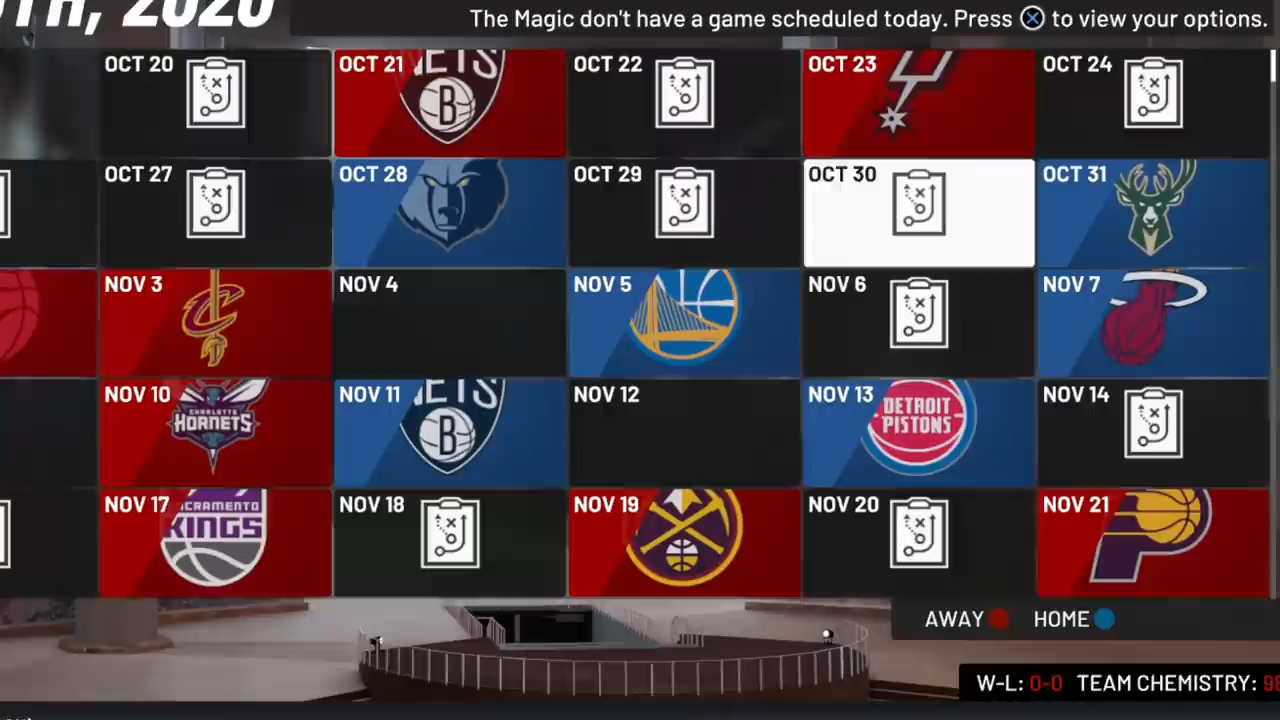 TH, 2020
The Magic don't have a game scheduled today. Press to view your options.
OCT 20
OCT 21
B
OCT 22
OCT 23
OCT 24
OCT 27
OCT 28
OCT 29
OCT 30
OCT 31
NOV 3
C
NOV 4
NOV 5
NOV 6
NOV 7
NOV 10
CHARLOTTE
HORNETS
NOV 11
B
NOV 12
NOV 13
DETROIT
PISTONS
NOV 14
NOV 17
KINGS
NOV 18
NOV 19
NOV 20
NOV 21
AWAY HOME
W-L: 0-0 TEAM CHEMISTRY: